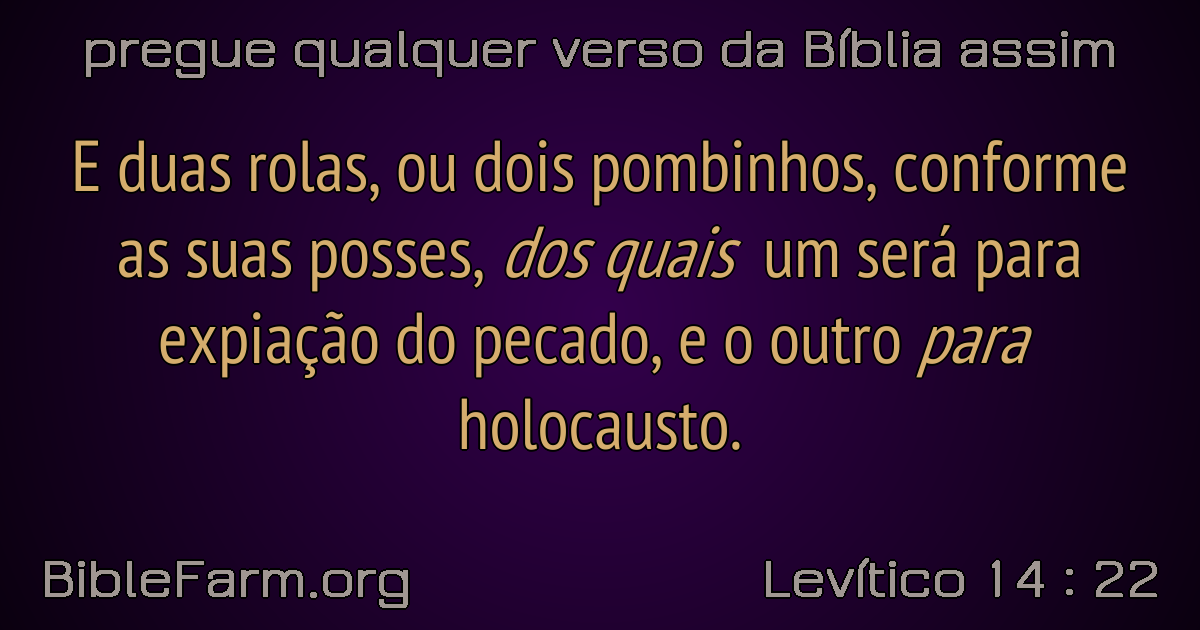 pregue qualquer verso da Bíblia assim
E duas rolas, ou dois pombinhos, conforme
as suas posses, dos quais um será para
expiação do pecado, e o outro para
holocausto.
BibleFarm.org
Levítico 14 : 22